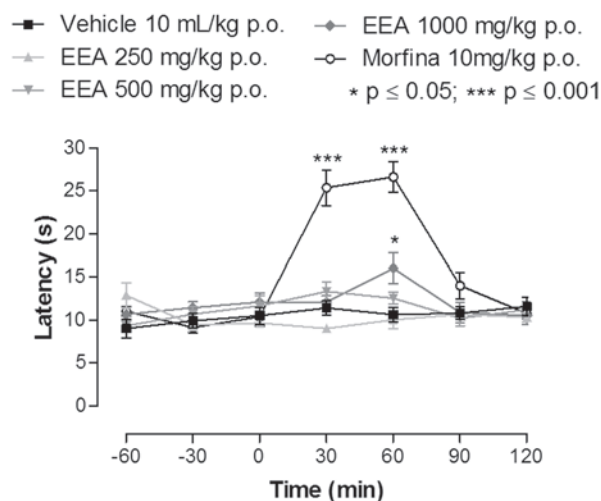 Vehicle 10 mL/kg p.o.
EEA 250 mg/kg p.o.
EEA 500 mg/kg p.o.
EEA 1000 mg/kg p.o.
Morfina 10mg/kg p.o.
* p ≤ 0.05; *** p ≤ 0.001
30
25
20
15
10
5
0
Latency (s)
***
***
*
-60 -30 0 30 60 90 120
Time (min)